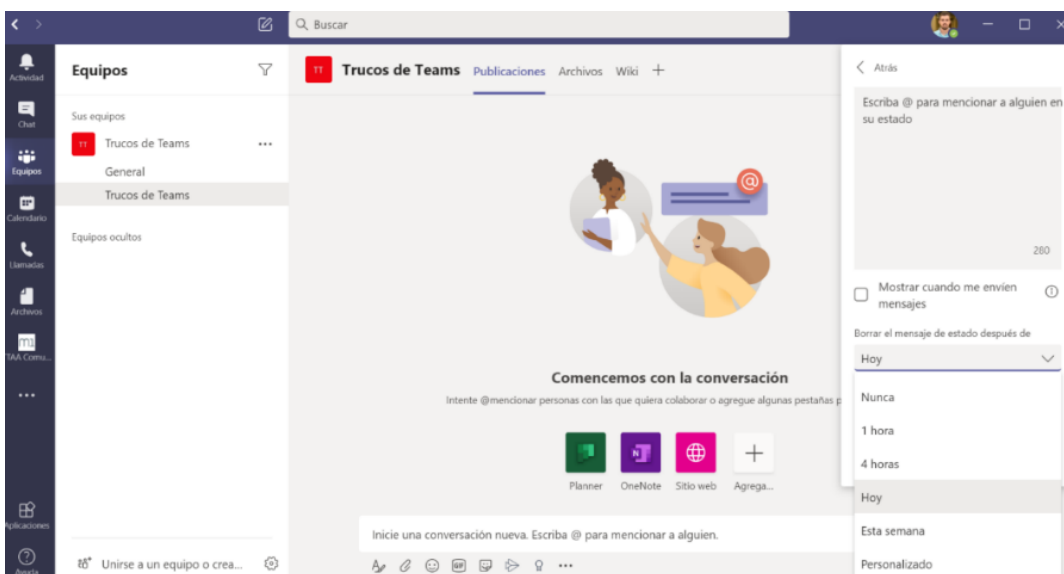 Buscar
Actividad
Chat
Equipos
Calendario
Llamadas
Archivos
TAA Comu...
Aplicaciones
Ayuda
Equipos
Sus equipos
TT
Trucos de Teams
General
Trucos de Teams
Equipos ocultos
Unirse a un equipo o crea...
TT
Trucos de Teams Publicaciones Archivos Wiki
Comencemos con la conversación
Intente @mencionar personas con las que quiera colaborar o agregue algunas pestañas p
Planner OneNote Sitio web Agrega...
Inicie una conversación nueva. Escriba @ para mencionar a alguien.
GIF
Atrás
Escriba @ para mencionar a alguien en
su estado
280
Mostrar cuando me envíen
mensajes
Borrar el mensaje de estado después de
Hoy
Nunca
1 hora
4 horas
Hoy
Esta semana
Personalizado